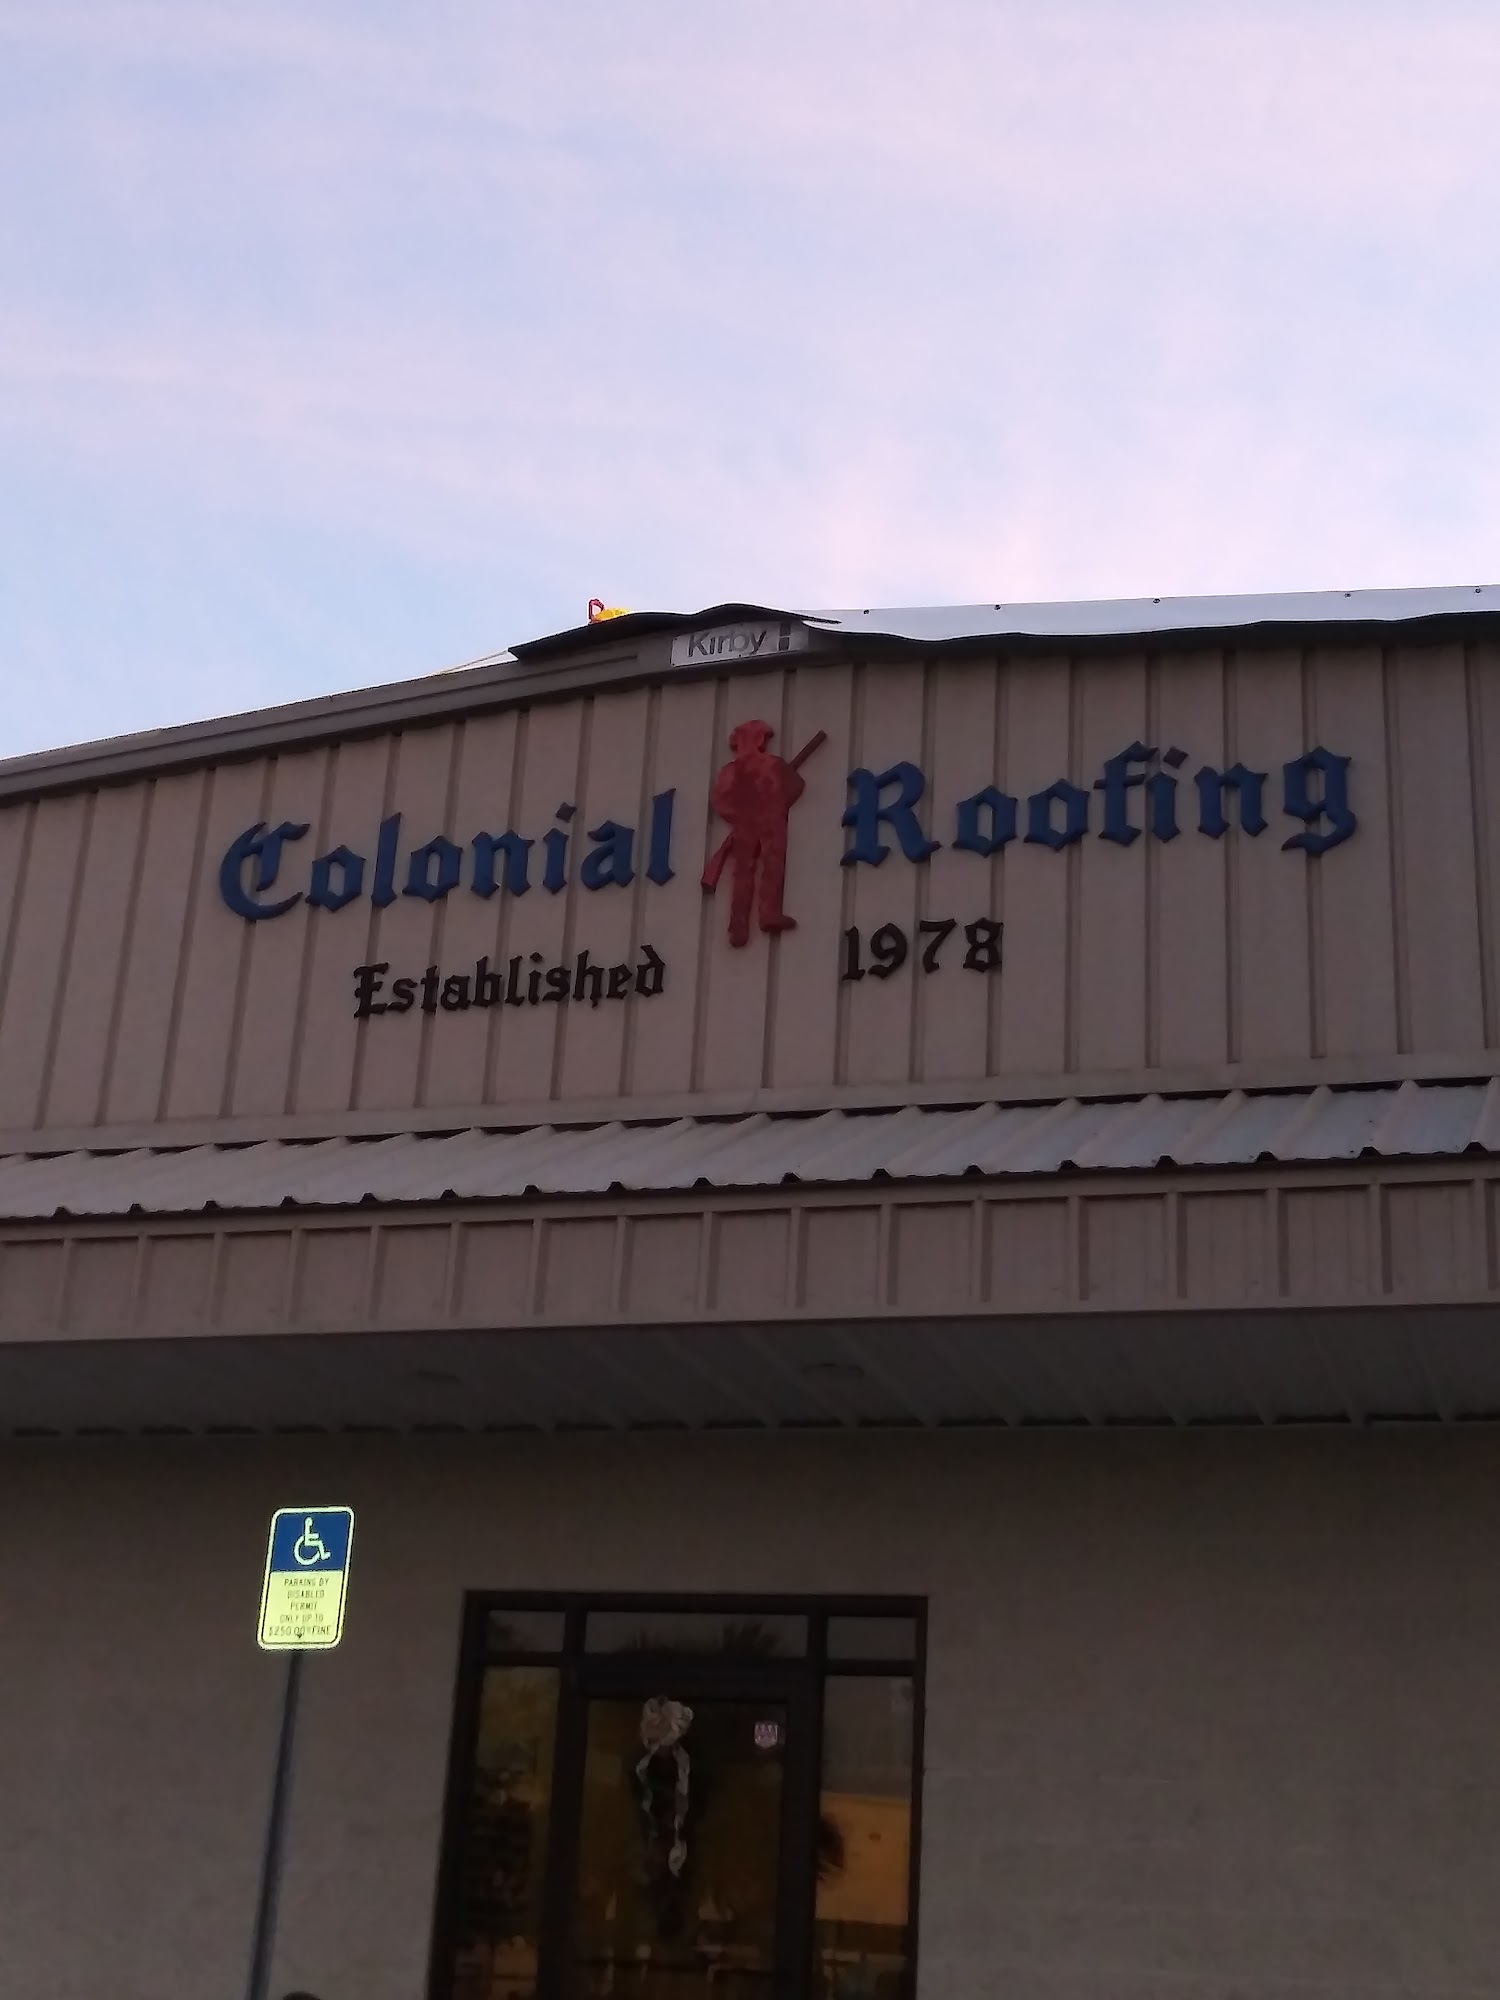 Kirby
Colonial Roofing
Established 1978
PARKING BY
DISABLED
PERMIT
ONLY UP TO
$250.00 FINE